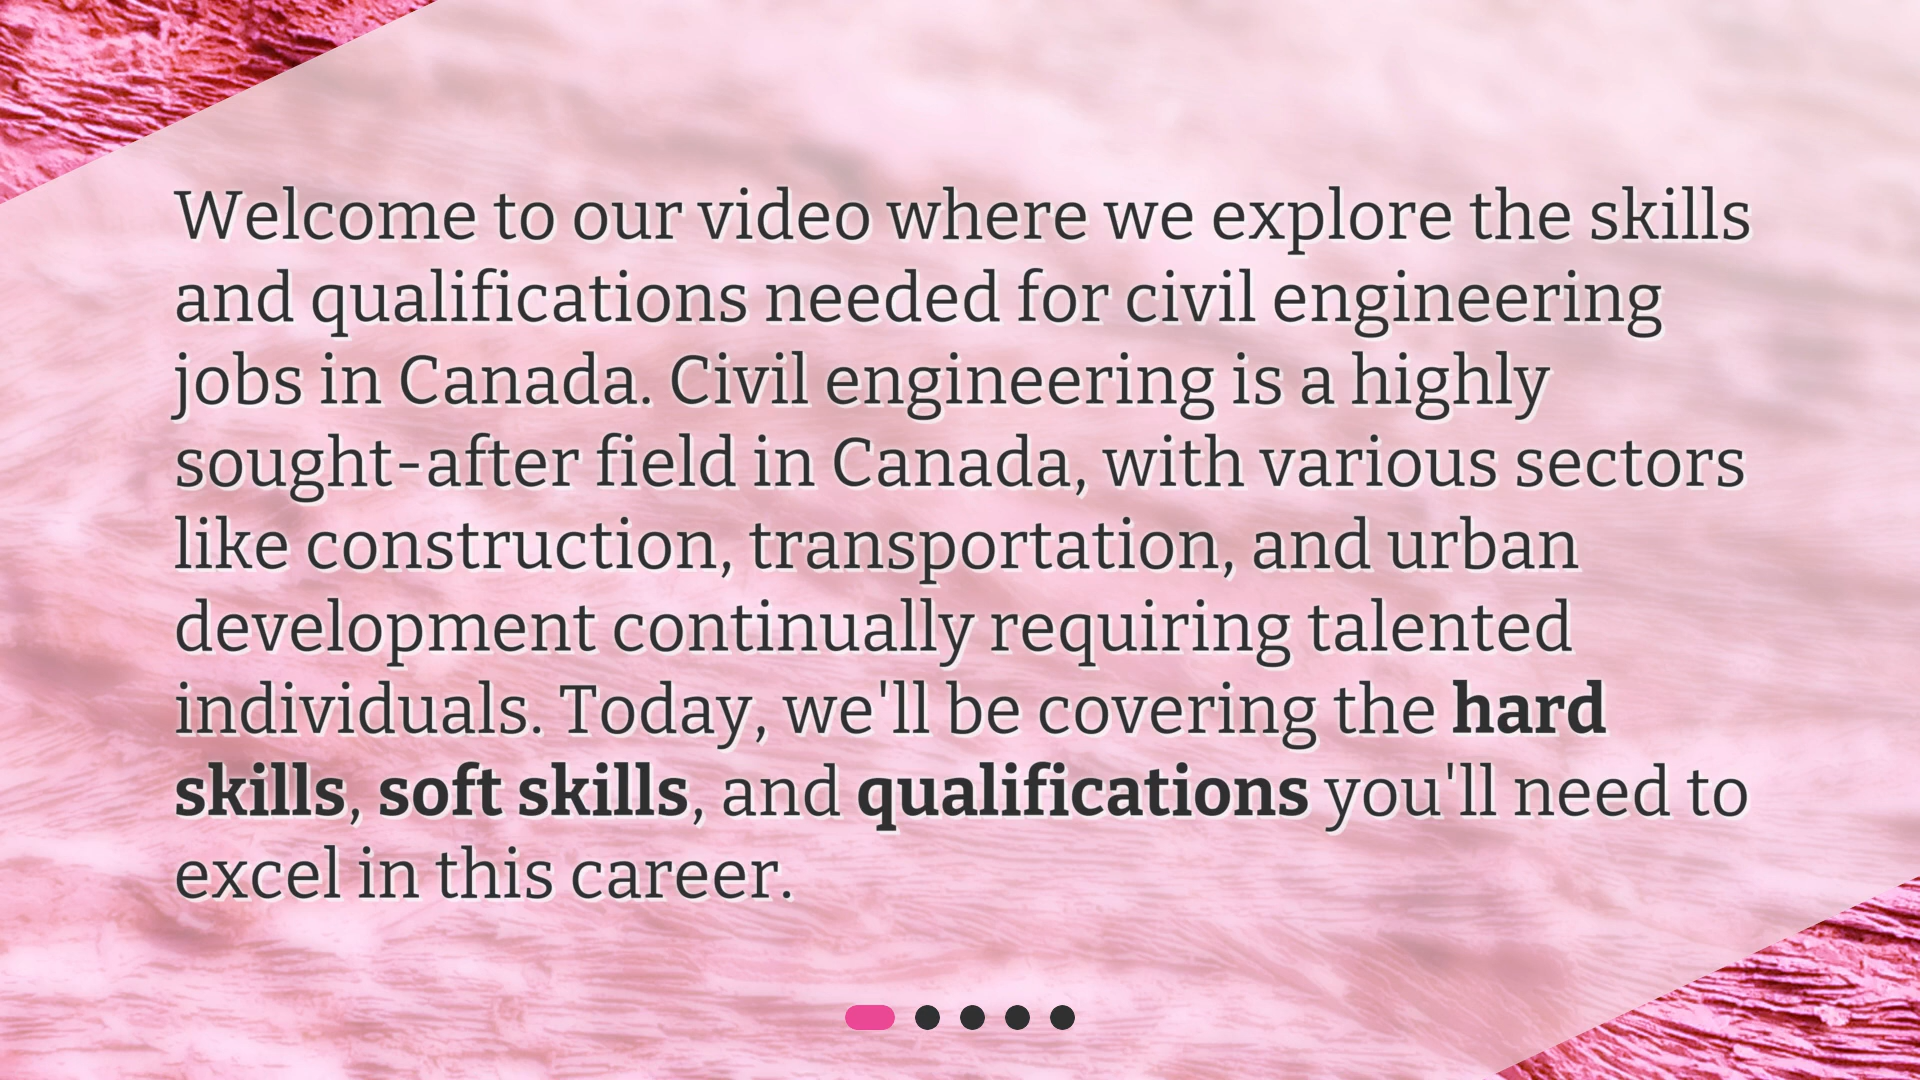 Welcome to our video where we explore the skills
and qualifications needed for civil engineering
jobs in Canada. Civil engineering is a highly
sought-after field in Canada, with various sectors
like construction, transportation, and urban
development continually requiring talented
individuals. Today, we'll be covering the hard
skills, soft skills, and qualifications you'll need to
excel in this career.